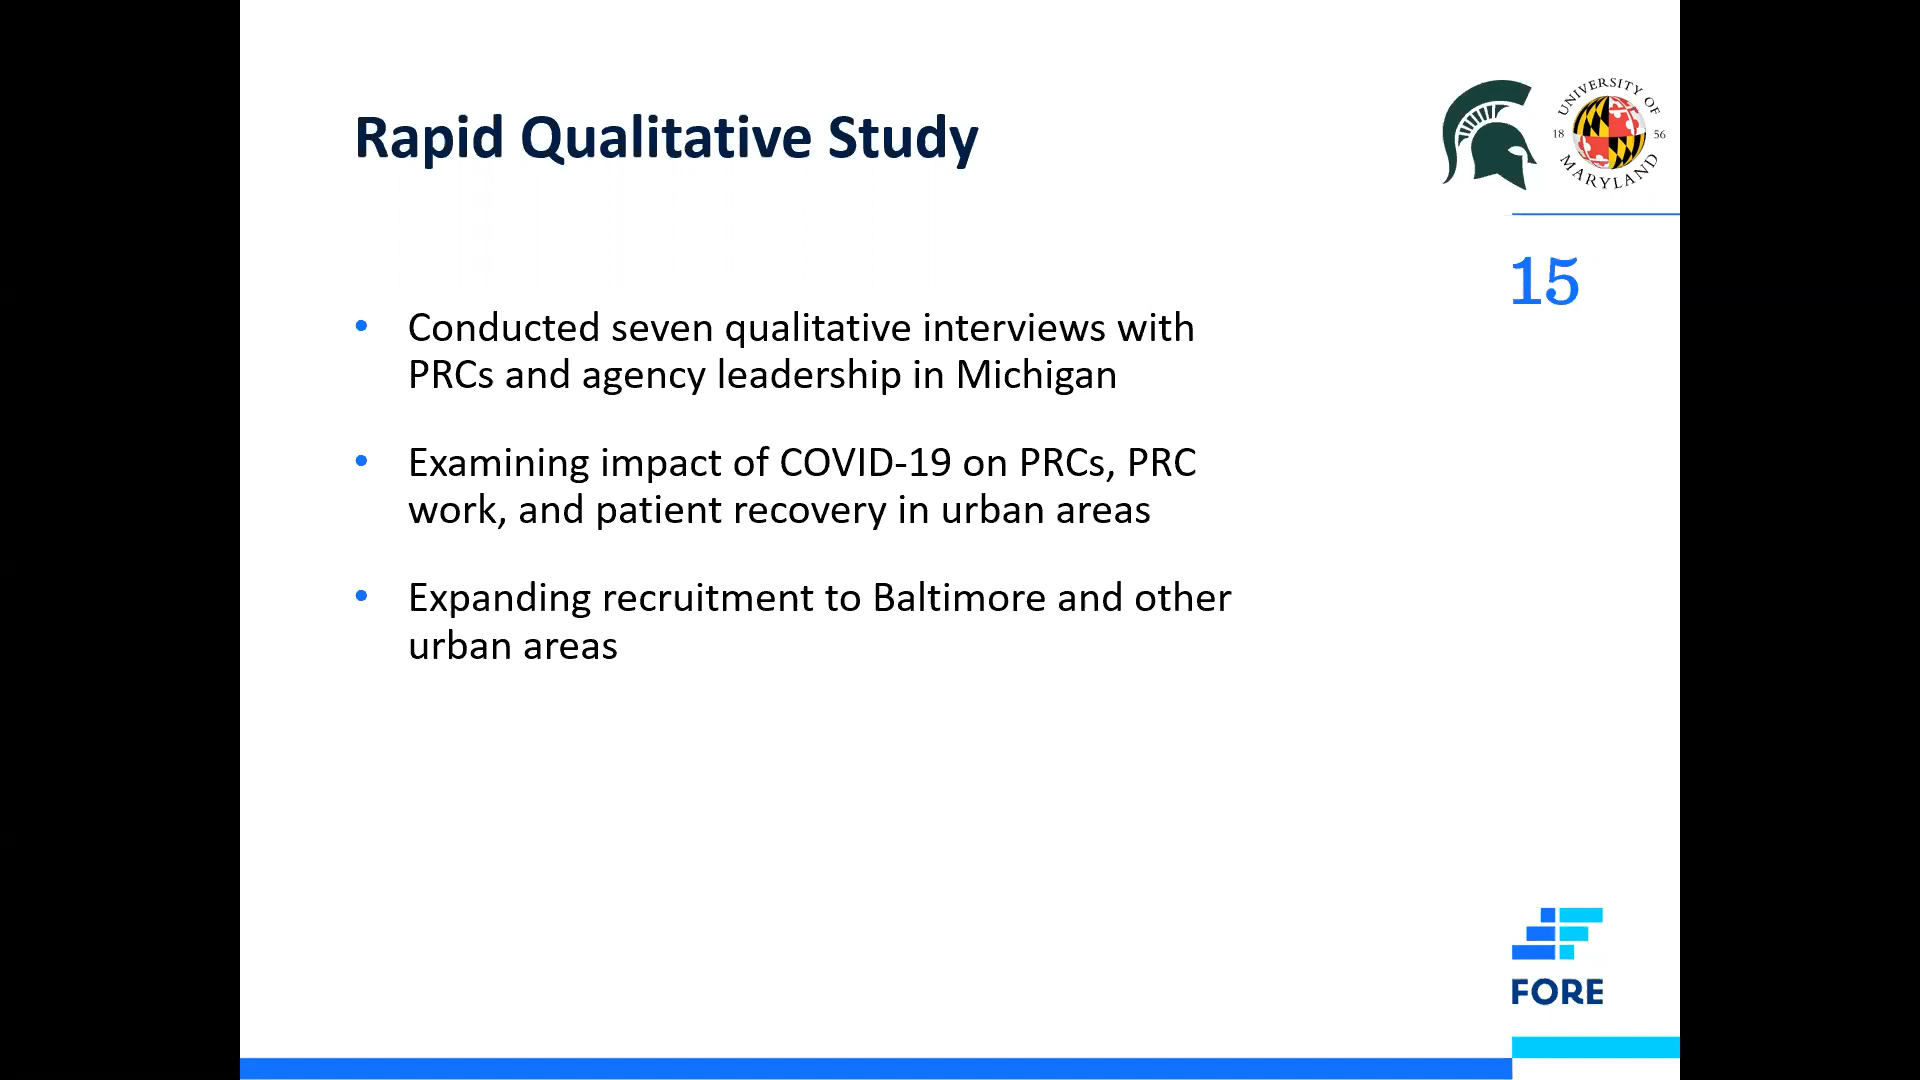 Rapid Qualitative Study
UNIVERSITY OF
18 56
MARYLAND
15
• Conducted seven qualitative interviews with
PRCs and agency leadership in Michigan
• Examining impact of COVID-19 on PRCs, PRC
work, and patient recovery in urban areas
• Expanding recruitment to Baltimore and other
urban areas
FORE